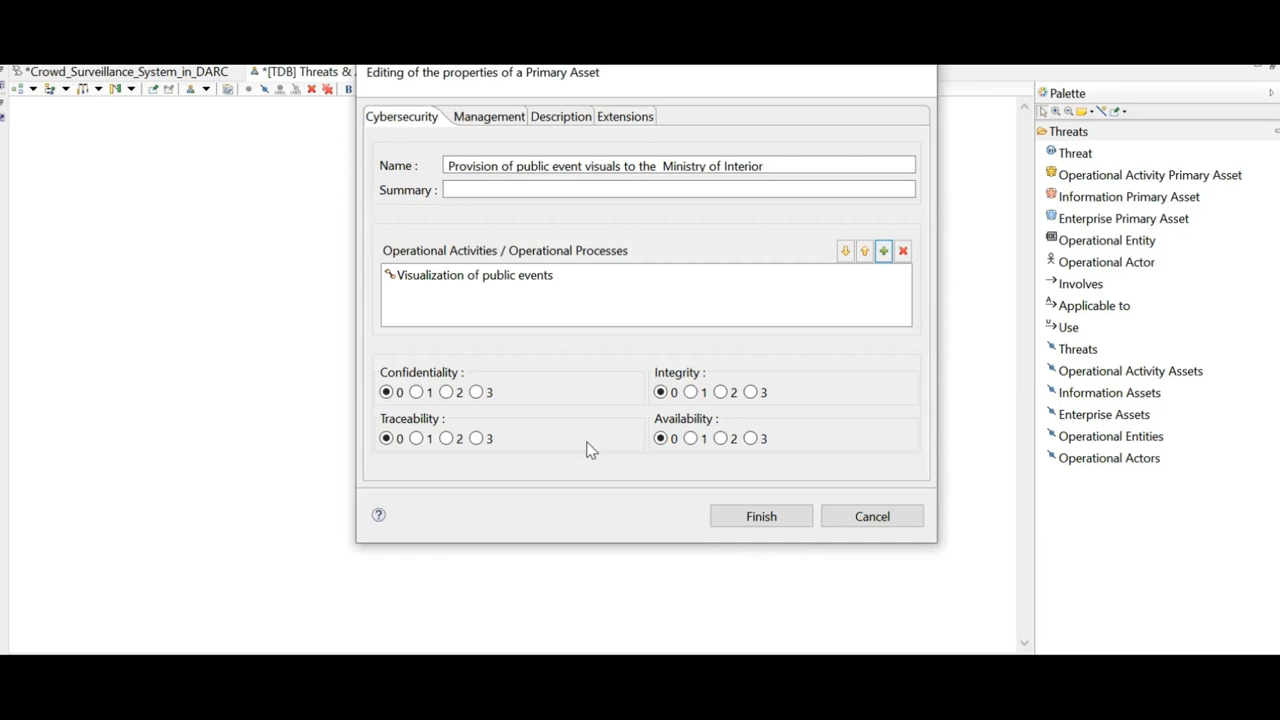 *Crowd_Surveillance_System_in_DARC
*[TDB] Threats &
Editing of the properties of a Primary Asset
Palette
Cybersecurity
Management
Description
Extensions
Threats
Name :
Provision of public event visuals to the  Ministry of Interior
Summary :
Threat
Operational Activity Primary Asset
Information Primary Asset
Enterprise Primary Asset
Operational Entity
Operational Actor
Involves
Applicable to
Use
Threats
Operational Activity Assets
Information Assets
Enterprise Assets
Operational Entities
Operational Actors
Operational Activities / Operational Processes
Visualization of public events
Confidentiality :
0 1 2 3
Integrity :
0 1 2 3
Traceability :
0 1 2 3
Availability :
0 1 2 3
Finish
Cancel